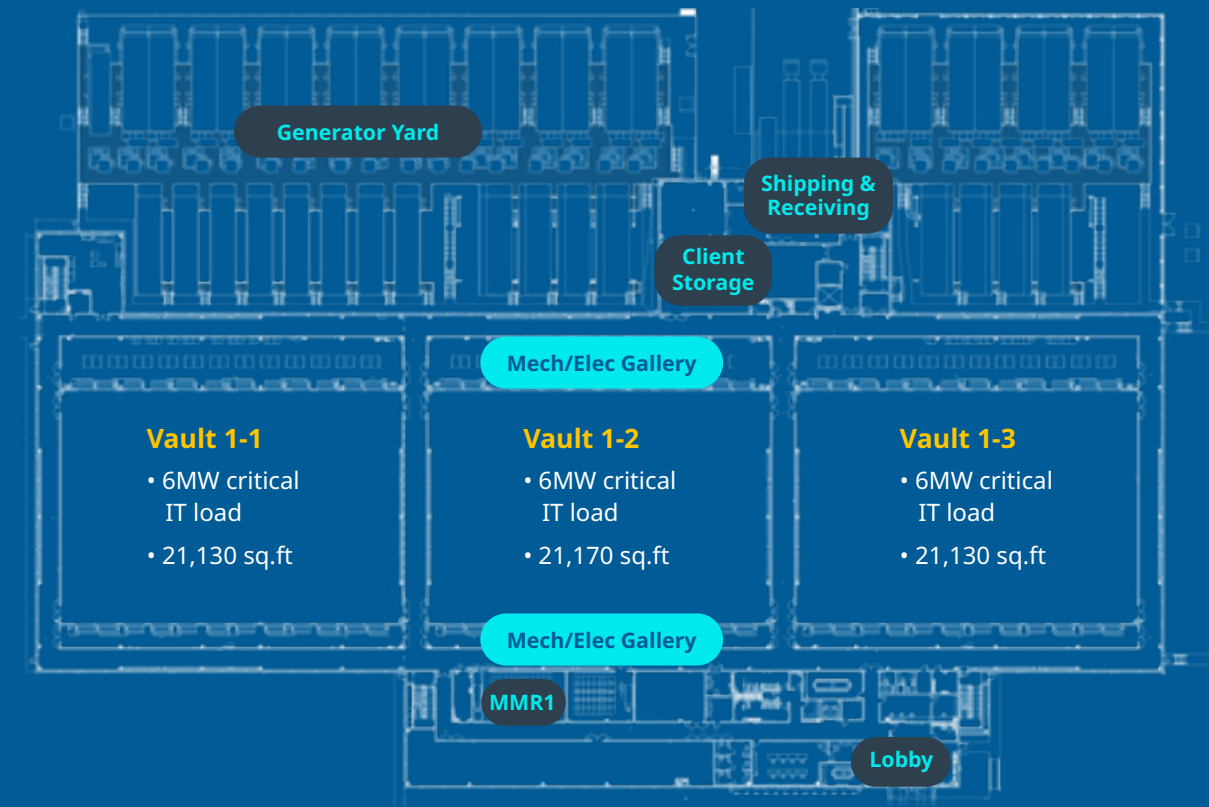 Generator Yard
Shipping &
Receiving
Client
Storage
Mech/Elec Gallery
Vault 1-1
• 6MW critical
IT load
• 21,130 sq.ft
Vault 1-2
• 6MW critical
IT load
• 21,170 sq.ft
Vault 1-3
• 6MW critical
IT load
• 21,130 sq.ft
Mech/Elec Gallery
MMR1
Lobby